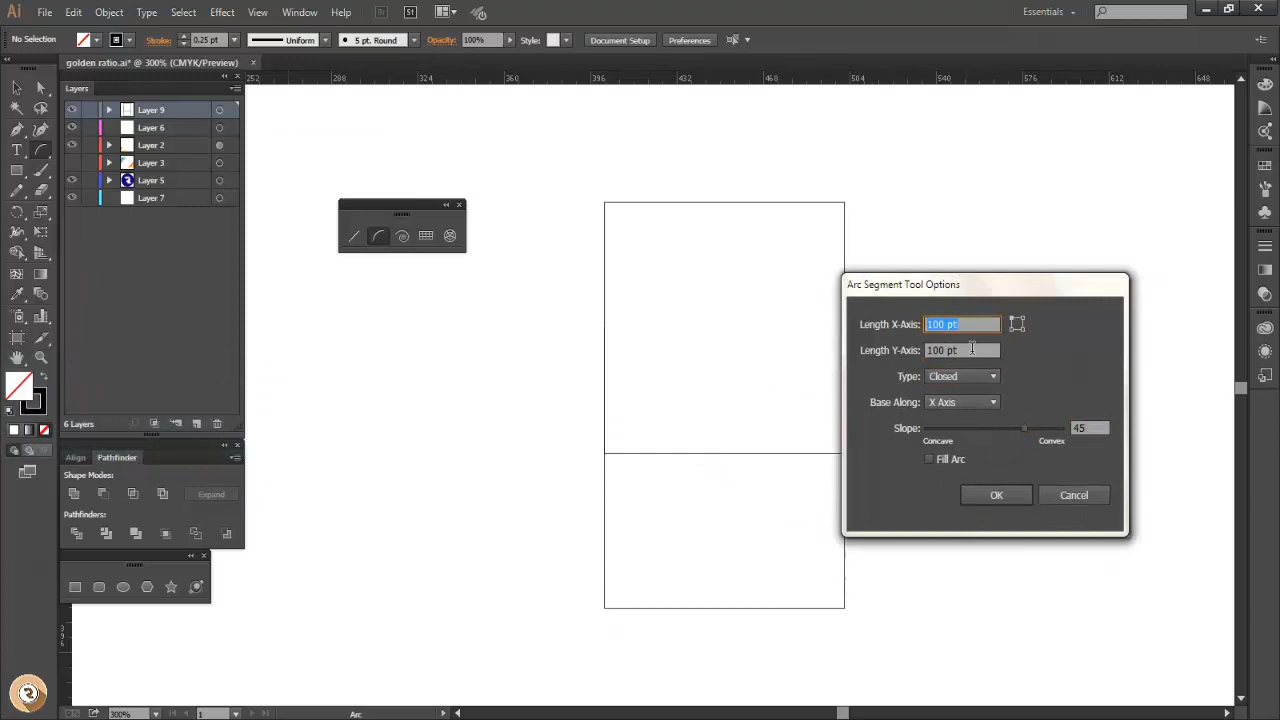 Ai File Edit Object Type Select Effect View Window Help Br St Essentials
No Selection Stroke: 0.25 pt Uniform 5 pt. Round Opacity: 100% Style: Document Setup Preferences
golden ratio.ai* @ 300% (CMYK/Preview)
252 288 324 360 396 432 468 504 540 576 612 648
Layers
Layer 9
Layer 6
Layer 2
Layer 3
Layer 5
Layer 7
6 Layers
Align Pathfinder
Shape Modes:
Expand
Pathfinders:
Arc Segment Tool Options
Length X-Axis: 100 pt
Length Y-Axis: 100 pt
Type: Closed
Base Along: X Axis
Slope: 45
Concave Convex
Fill Arc
OK Cancel
396
300% 1 Arc